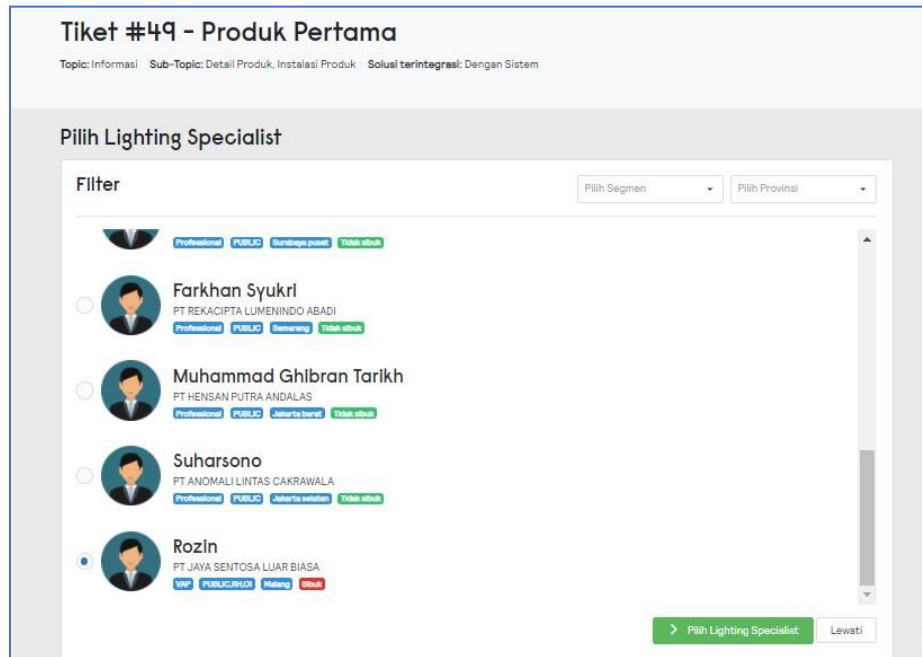 Tiket #49 - Produk Pertama
Topic: Informasi Sub-Topic: Detail Produk, Instalasi Produk Solusi terintegrasi: Dengan Sistem
Pilih Lighting Specialist
Filter Pilih Segmen Pilih Provinsi
Professional PUBLIC Surabaya pusat Tidak sibuk
Farkhan Syukri
PT REKACIPTA LUMENINDO ABADI
Professional PUBLIC Semarang Tidak sibuk
Muhammad Ghibran Tarikh
PT HENSAN PUTRA ANDALAS
Professional PUBLIC Jakarta barat Tidak sibuk
Suharsono
PT ANOMALI LINTAS CAKRAWALA
Professional PUBLIC Jakarta selatan Tidak sibuk
Rozin
PT JAYA SENTOSA LUAR BIASA
VAP PUBLIC,RH,OI Malang Sibuk
Pilih Lighting Specialist Lewati